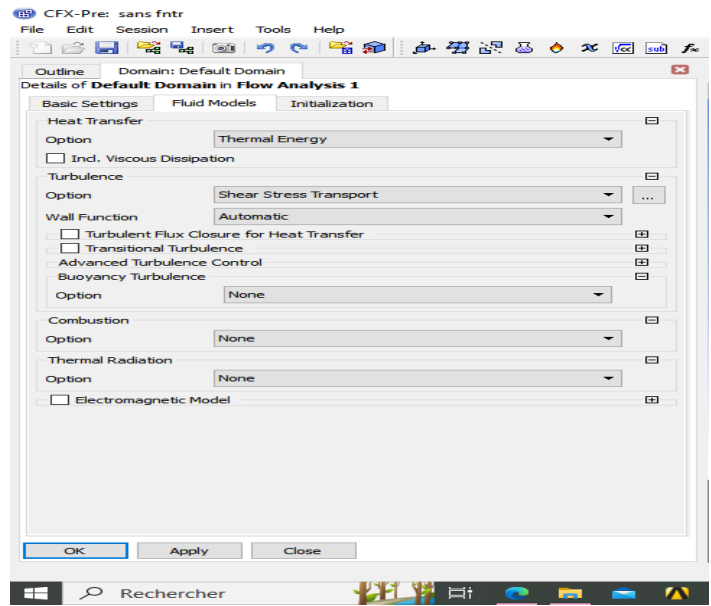 CFX-Pre: sans fntr
File Edit Session Insert Tools Help
√α sub fx
Outline Domain: Default Domain
Details of Default Domain in Flow Analysis 1
Basic Settings Fluid Models Initialization
Heat Transfer
Option Thermal Energy
Incl. Viscous Dissipation
Turbulence
Option Shear Stress Transport ...
Wall Function Automatic
Turbulent Flux Closure for Heat Transfer
Transitional Turbulence
Advanced Turbulence Control
Buoyancy Turbulence
Option None
Combustion
Option None
Thermal Radiation
Option None
Electromagnetic Model
OK Apply Close
Rechercher